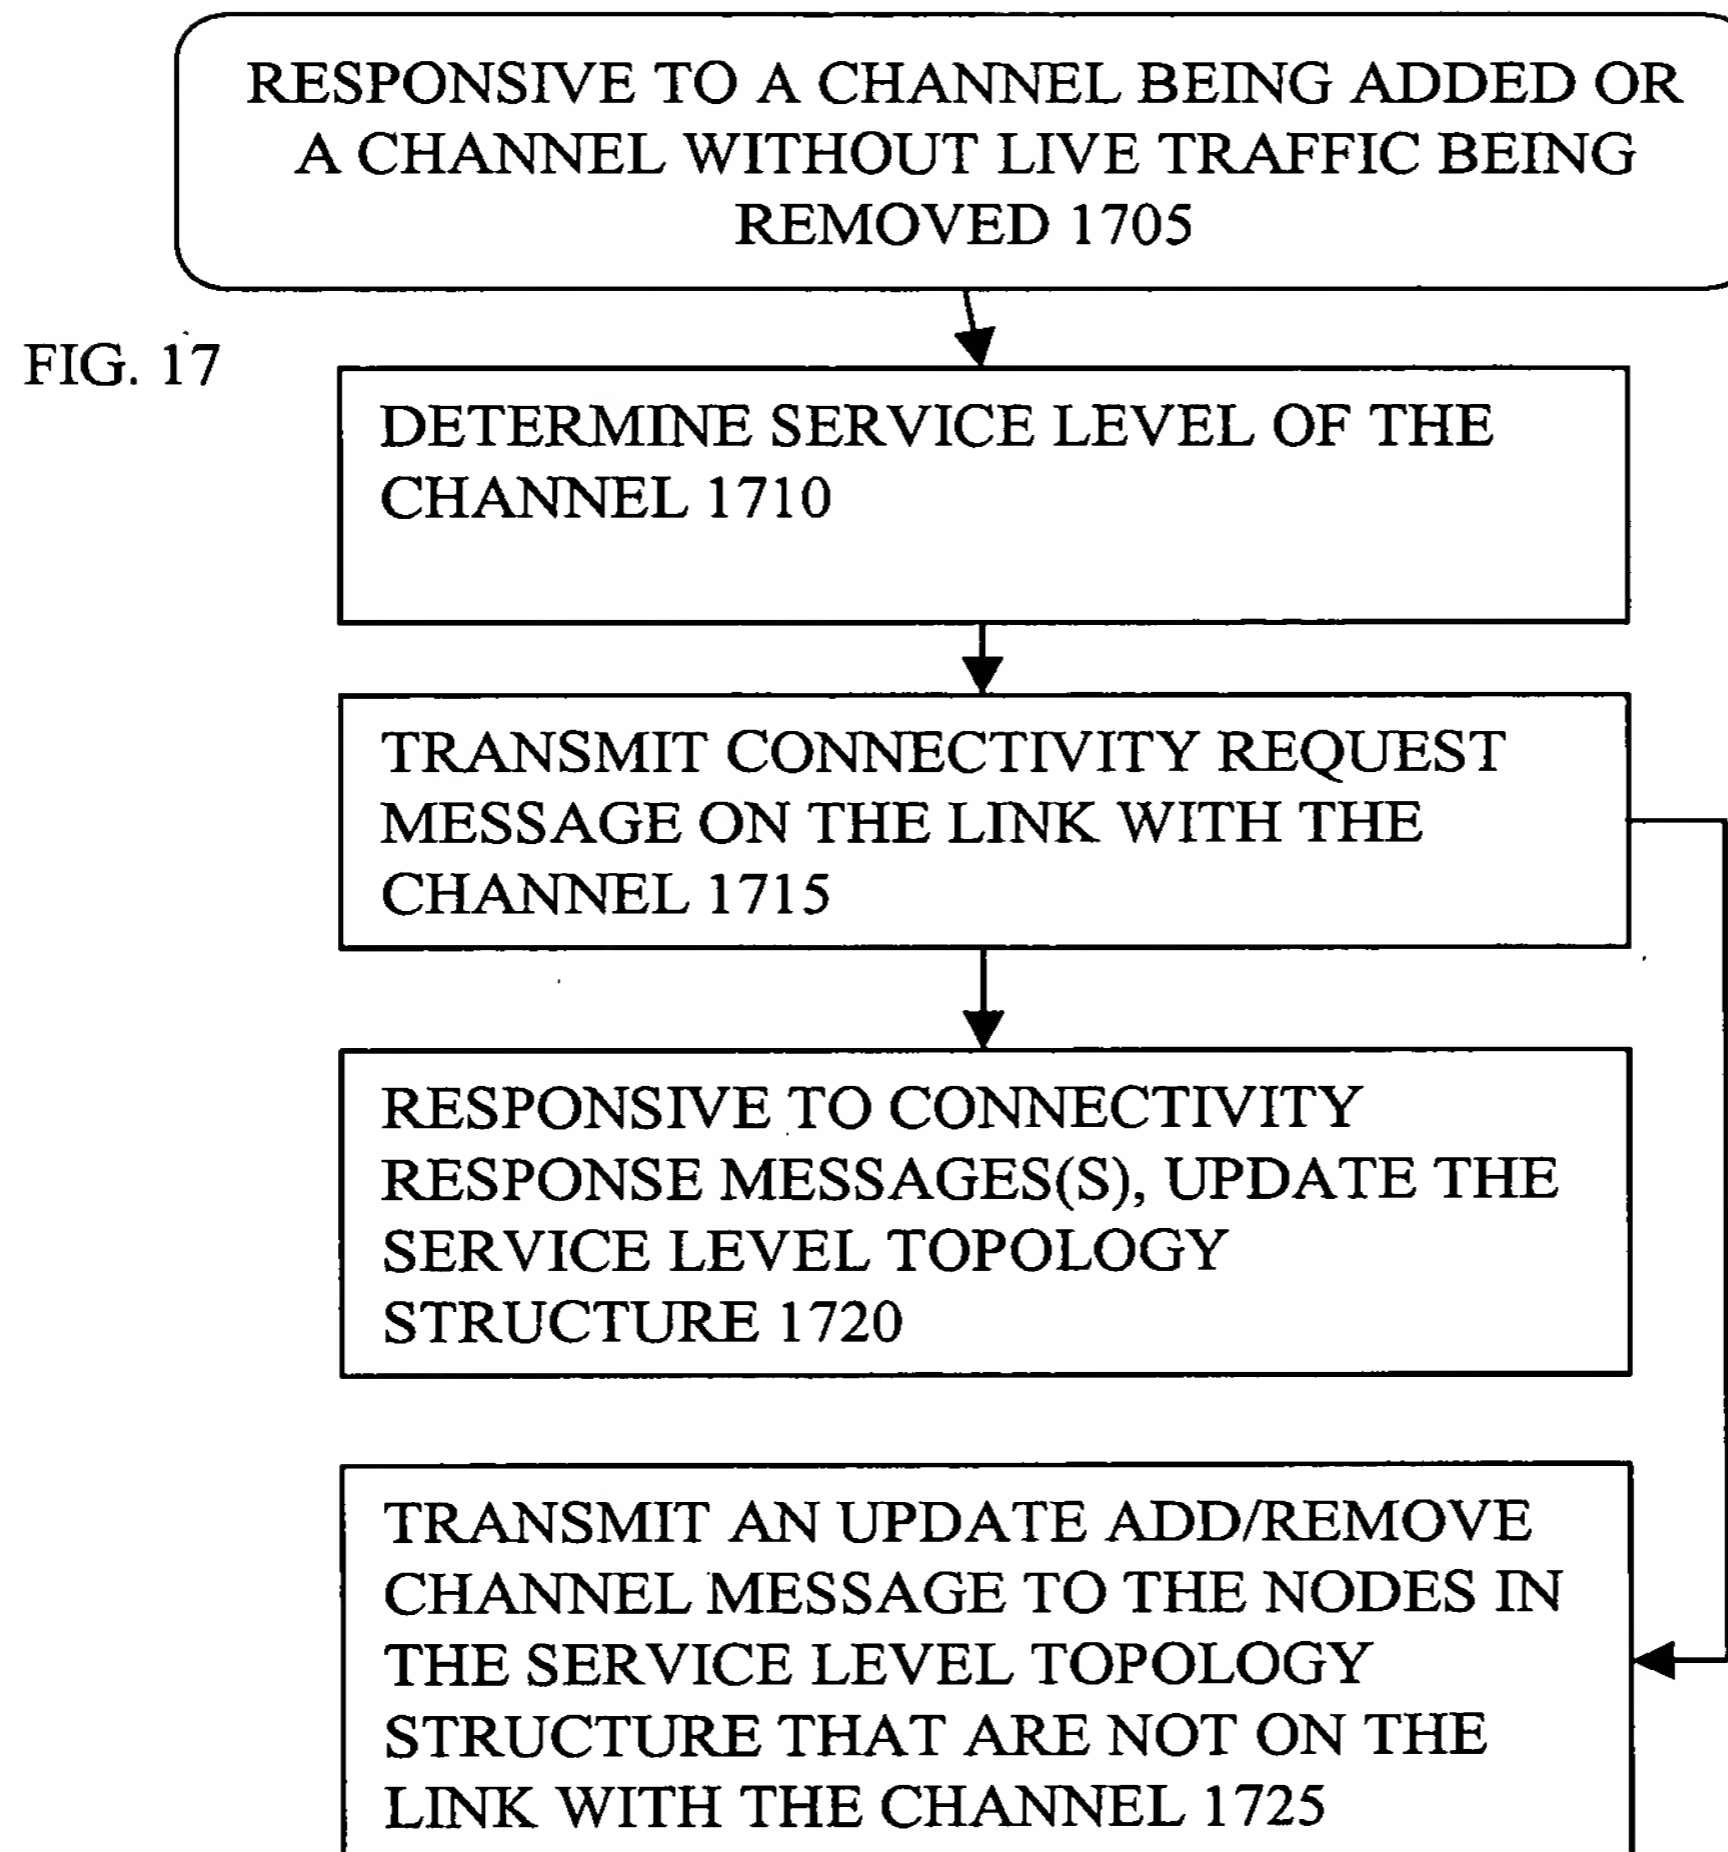 RESPONSIVE TO A CHANNEL BEING ADDED OR
A CHANNEL WITHOUT LIVE TRAFFIC BEING
REMOVED 1705
FIG. 17
DETERMINE SERVICE LEVEL OF THE
CHANNEL 1710
TRANSMIT CONNECTIVITY REQUEST
MESSAGE ON THE LINK WITH THE
CHANNEL 1715
RESPONSIVE TO CONNECTIVITY
RESPONSE MESSAGES(S), UPDATE THE
SERVICE LEVEL TOPOLOGY
STRUCTURE 1720
TRANSMIT AN UPDATE ADD/REMOVE
CHANNEL MESSAGE TO THE NODES IN
THE SERVICE LEVEL TOPOLOGY
STRUCTURE THAT ARE NOT ON THE
LINK WITH THE CHANNEL 1725